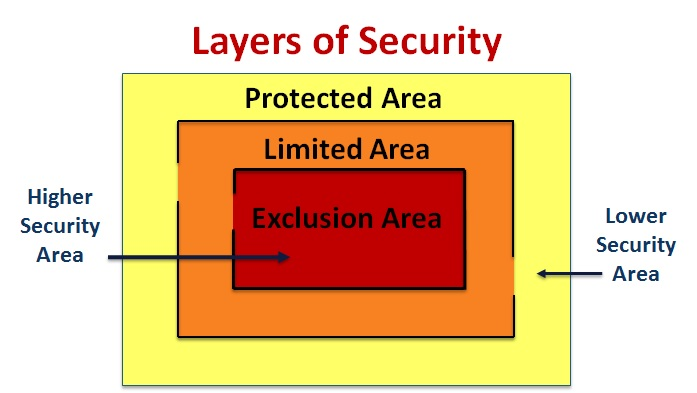 Layers of Security
Protected Area
Limited Area
Exclusion Area
Higher
Security
Area
Lower
Security
Area